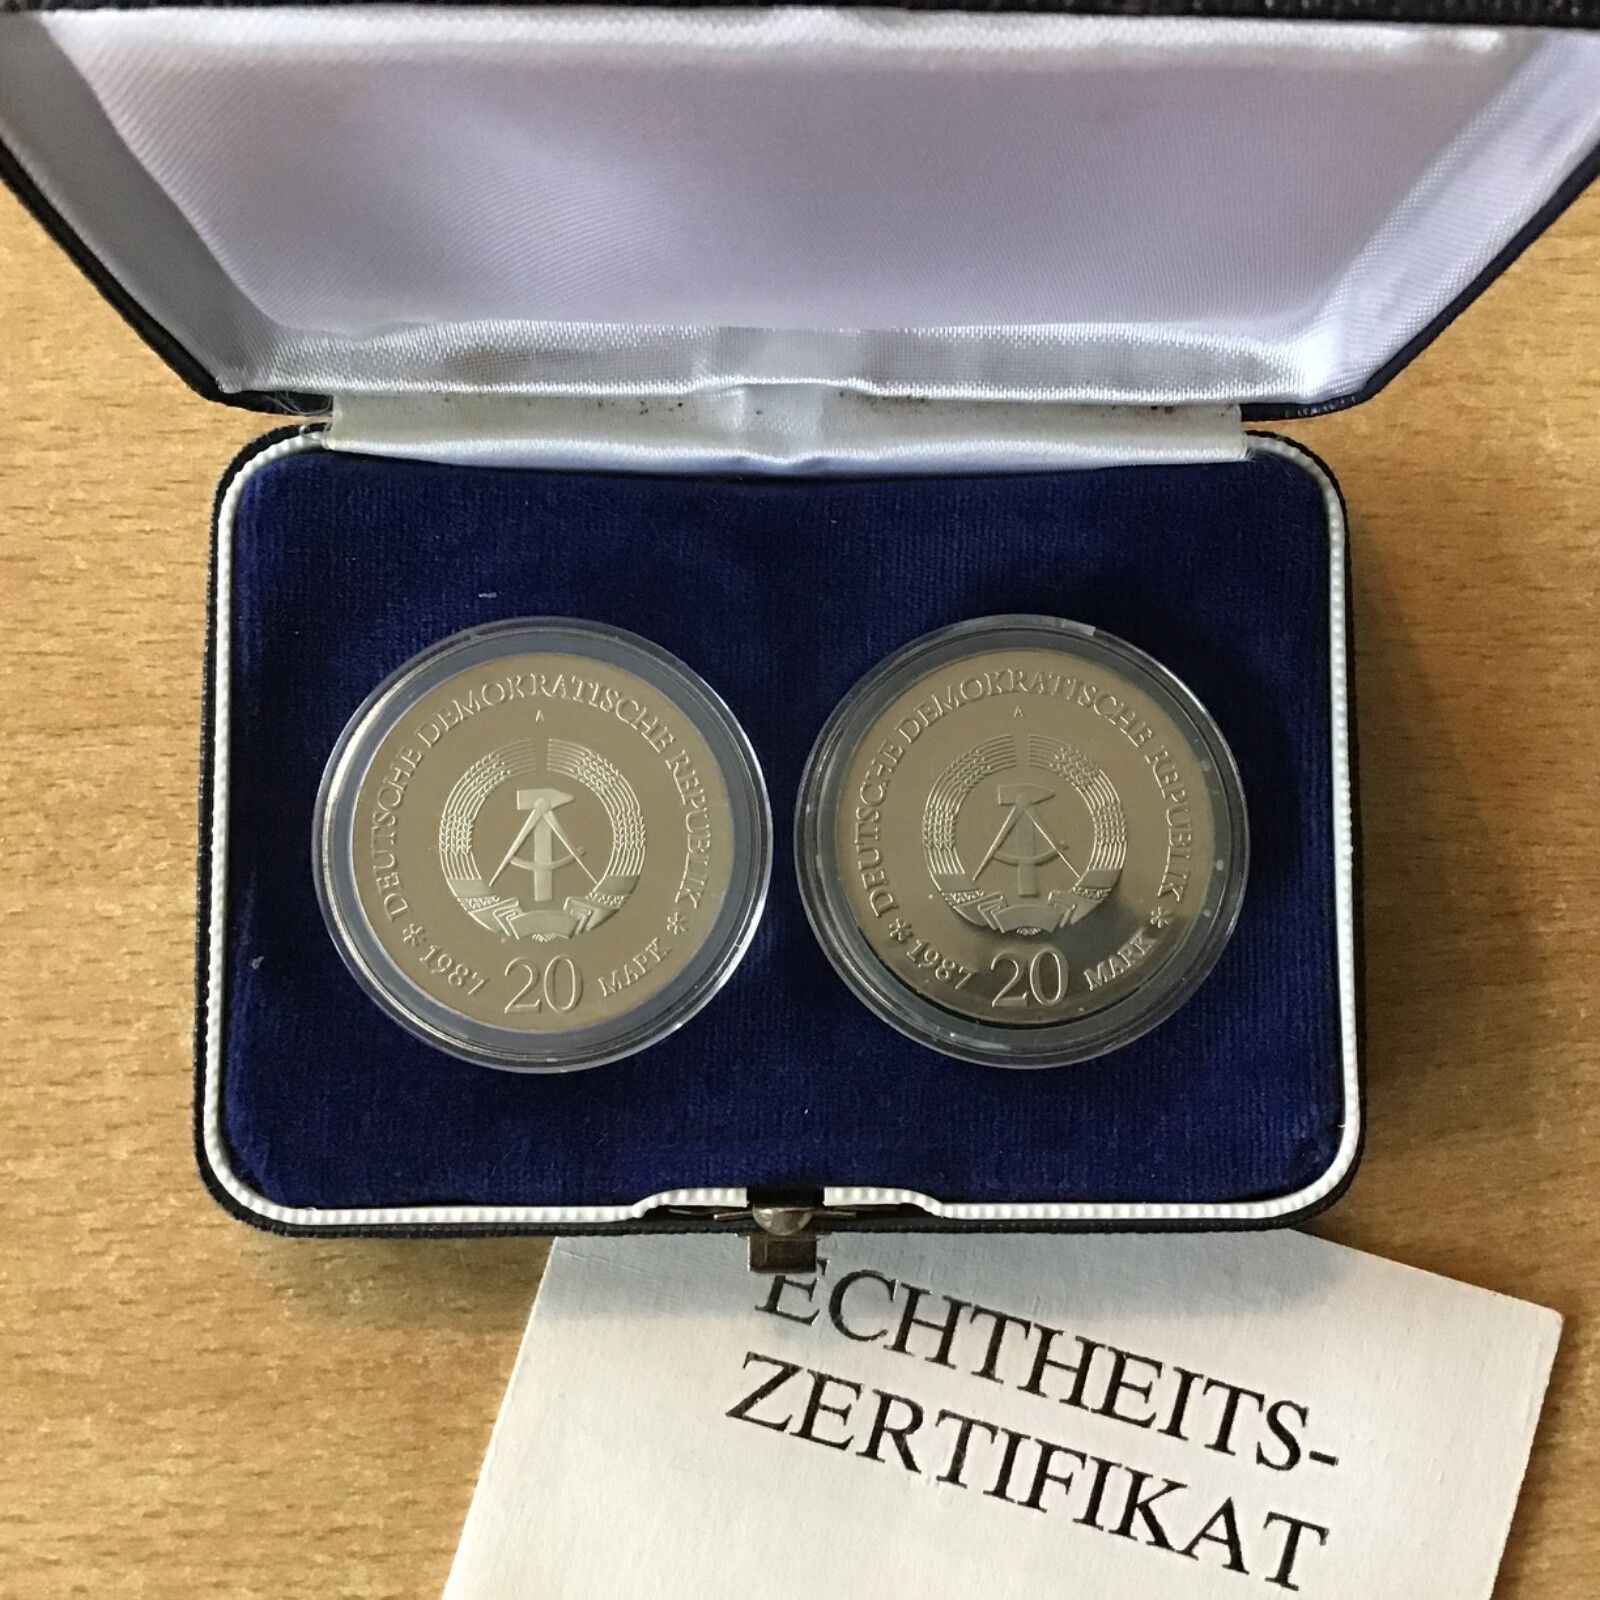 DEUTSCHE DEMOKRATISCHE REPUBLIK
A
* 1987 20 MARK *
DEUTSCHE DEMOKRATISCHE REPUBLIK
A
* 1987 20 MARK *
ECHTHEITS-
ZERTIFIKAT